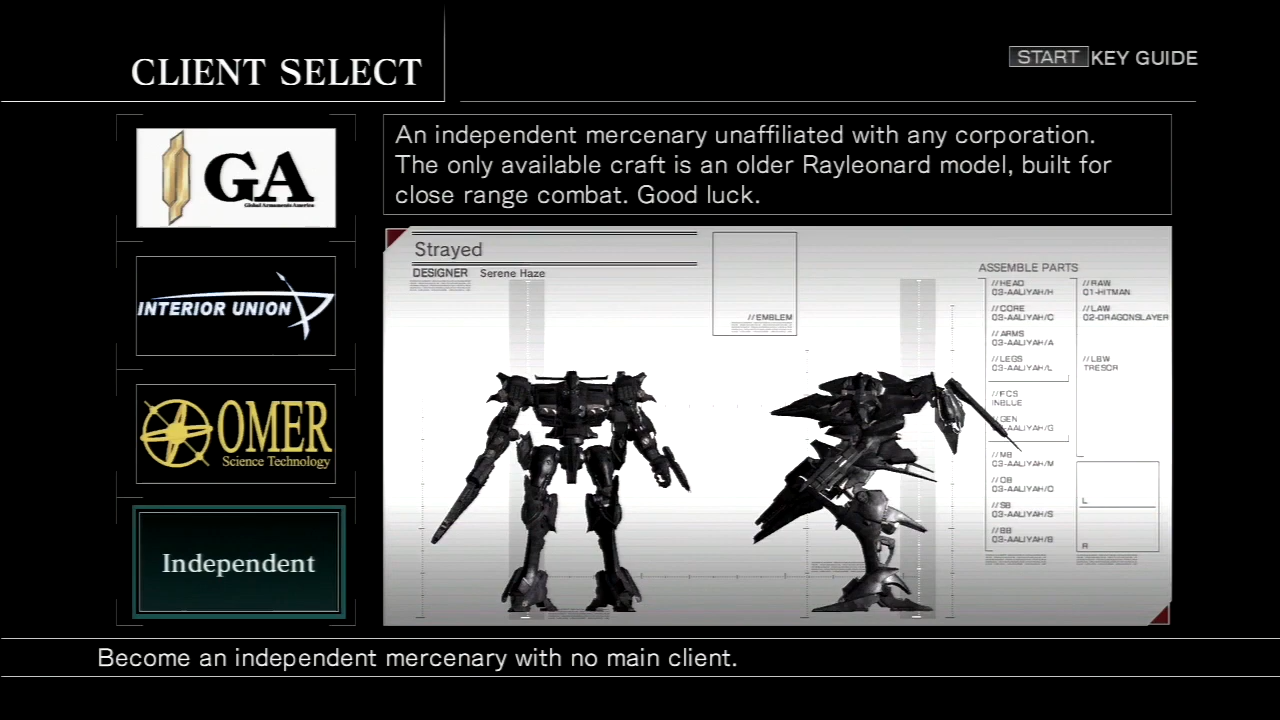 CLIENT SELECT
START KEY GUIDE
GA
Global Armaments America
INTERIOR UNION
OMER
Science Technology
Independent
An independent mercenary unaffiliated with any corporation.
The only available craft is an older Rayleonard model, built for
close range combat. Good luck.
Strayed
DESIGNER Serene Haze
//EMBLEM
ASSEMBLE PARTS
//HEAD
03-AALIYAH/H
//CORE
03-AALIYAH/C
//ARMS
03-AALIYAH/A
//LEGS
03-AALIYAH/L
//FCS
INBLUE
//GEN
03-AALIYAH/G
//MB
03-AALIYAH/M
//OB
03-AALIYAH/O
//SB
03-AALIYAH/S
//BB
03-AALIYAH/B
//RAW
01-HITMAN
//LAW
02-DRAGONSLAYER
//LBW
TRESOR
L
R
Become an independent mercenary with no main client.